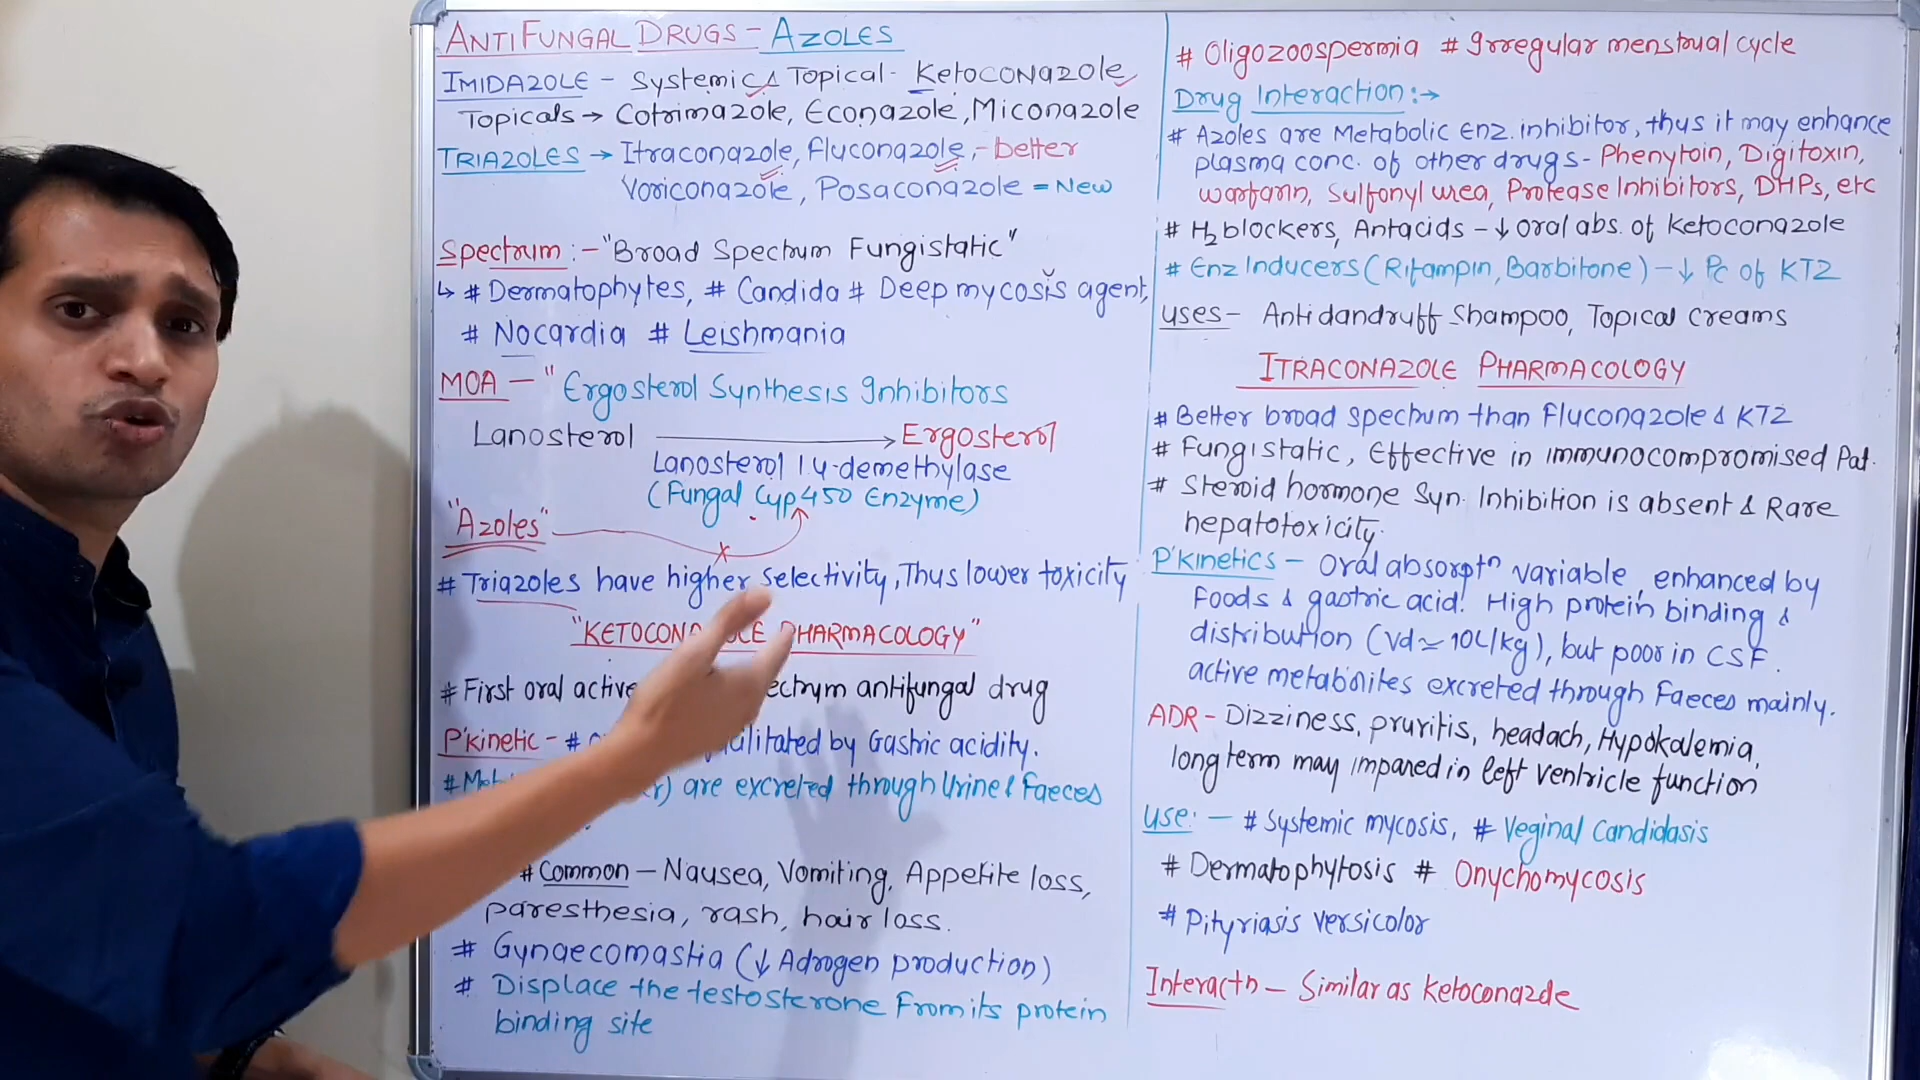 ANTIFUNGAL DRUGS - AZOLES
IMIDAZOLE - Systemic & Topical - Ketoconazole
Topicals → Cotrimazole, Econazole, Miconazole
TRIAZOLES → Itraconazole, Fluconazole, - better
Voriconazole, Posaconazole = New
Spectrum :- "Broad Spectrum Fungistatic"
↳ # Dermatophytes, # Candida # Deep mycosis agent,
# Nocardia # Leishmania
MOA - "Ergosterol Synthesis Inhibitors
Lanosterol → Ergosterol
Lanosterol 14-demethylase
(Fungal Cyp450 Enzyme)
"Azoles" x
# Triazoles have higher selectivity, Thus lower toxicity
"KETOCON PHARMACOLOGY"
# First oral active antifungal drug
P'kinetic - # by Gastric acidity.
# are excreted through Urine & Faeces
# Common - Nausea, Vomiting, Appetite loss,
paresthesia, rash, hair loss.
# Gynaecomastia (↓ Adrogen production)
# Displace the testosterone From its protein
binding site
# Oligozoospermia # Irregular menstrual cycle
Drug Interaction :→
# Azoles are Metabolic Enz. inhibitor, thus it may enhance
plasma conc. of other drugs - Phenytoin, Digitoxin,
warfarin, Sulfonyl urea, Protease Inhibitors, DHPs, etc
# H2 blockers, Antacids - ↓ oral abs. of Ketoconazole
# Enz Inducers (Rifampin, Barbitone) - ↓ Pc of KTZ
Uses - Antidandruff Shampoo, Topical Creams
ITRACONAZOLE PHARMACOLOGY
# Better broad spectrum than Fluconazole & KTZ
# Fungistatic, Effective in immunocompromised Pat.
# Steroid hormone Syn. Inhibition is absent & Rare
hepatotoxicity.
P'kinetics - Oral absorptn variable, enhanced by
Foods & gastric acid. High protein binding &
distribution (Vd ≃ 10L/kg), but poor in CSF.
active metabolites excreted through Faeces mainly.
ADR - Dizziness, pruritis, headach, Hypokalemia,
long term may impared in left ventricle function
Use: - # Systemic mycosis, # Veginal Candidasis
# Dermatophytosis # Onychomycosis
# Pityriasis versicolor
Interactn - Similar as Ketoconazole